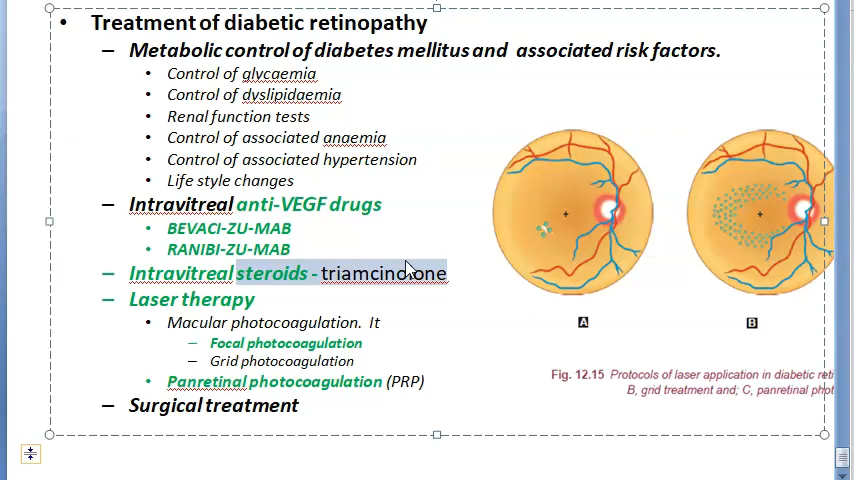 • Treatment of diabetic retinopathy
– Metabolic control of diabetes mellitus and associated risk factors.
• Control of glycaemia
• Control of dyslipidaemia
• Renal function tests
• Control of associated anaemia
• Control of associated hypertension
• Life style changes
– Intravitreal anti-VEGF drugs
• BEVACI-ZU-MAB
• RANIBI-ZU-MAB
– Intravitreal steroids - triamcinolone
– Laser therapy
• Macular photocoagulation. It
– Focal photocoagulation
– Grid photocoagulation
• Panretinal photocoagulation (PRP)
– Surgical treatment
A
B
Fig. 12.15 Protocols of laser application in diabetic reti
B, grid treatment and; C, panretinal phot